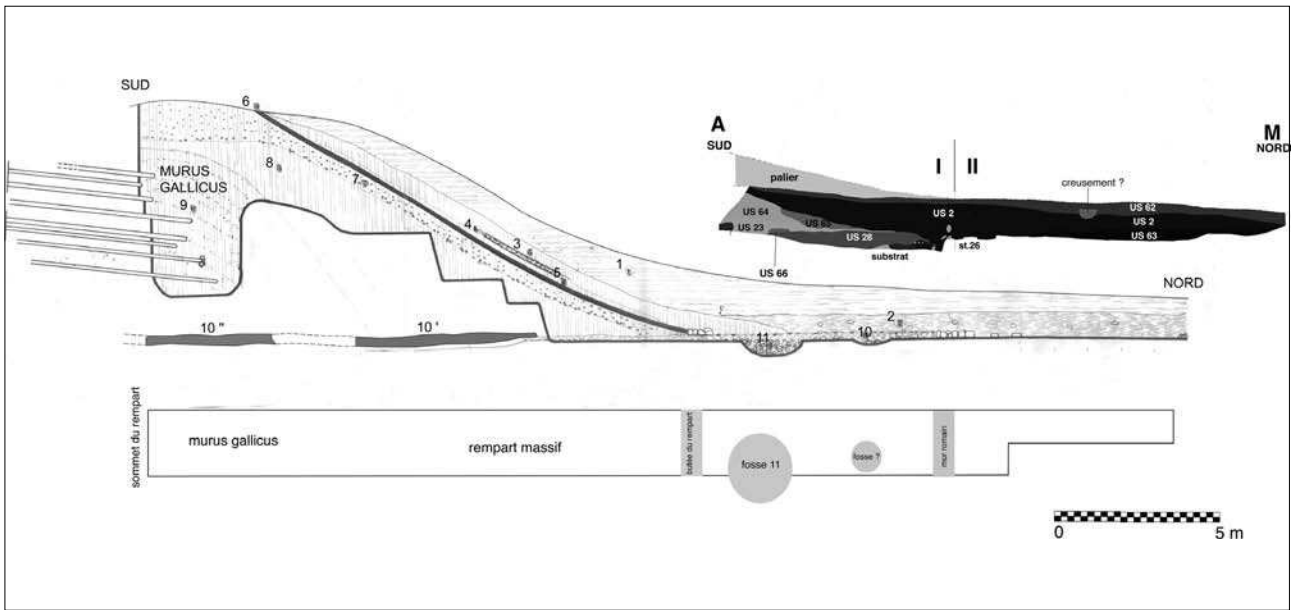 SUD
6
MURUS
GALLICUS
8
7
9
4
3
5
1
3
2
NORD
10"
10'
11
10
A
SUD
I
II
M
NORD
palier
creusement ?
US 62
US 64
US 2
US 2
US 23
US 28
US 63
substrat
st.26
US 66
sommet du rempart
murus gallicus
rempart massif
butée du rempart
fosse 11
fosse ?
mur romain
0
5 m